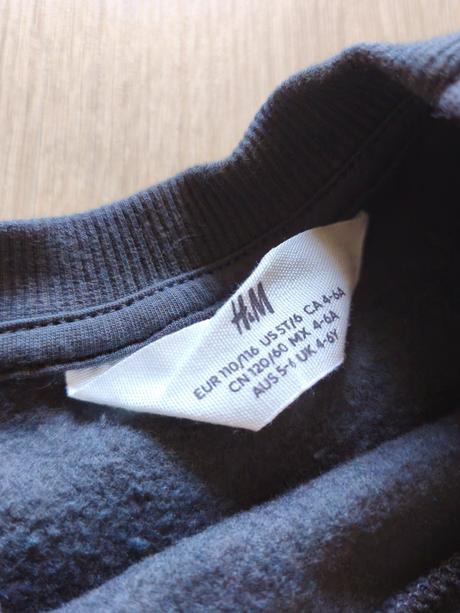 H&M
EUR 110/116 US 5T/6 CA 4-6A
CN 120/60 MX 4-6A
AUS 5-6 UK 4-6Y